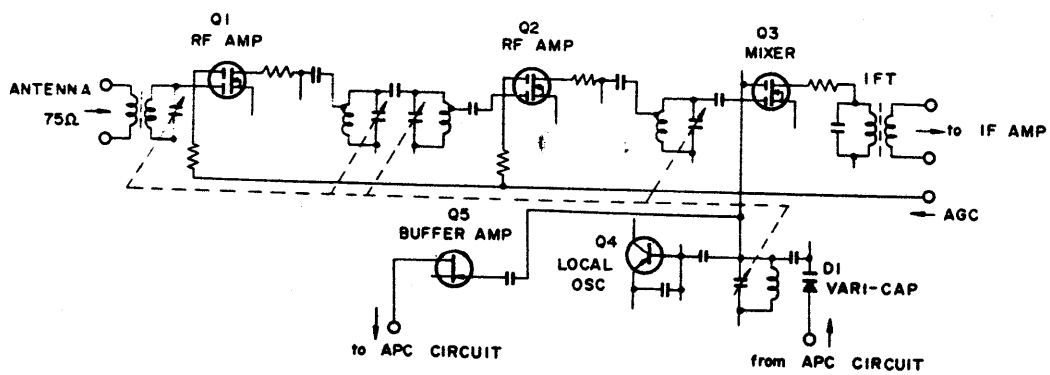 Q1
RF AMP
Q2
RF AMP
Q3
MIXER
ANTENNA
75Ω
IFT
to IF AMP
AGC
Q5
BUFFER AMP
Q4
LOCAL
OSC
D1
VARI-CAP
to APC CIRCUIT
from APC CIRCUIT